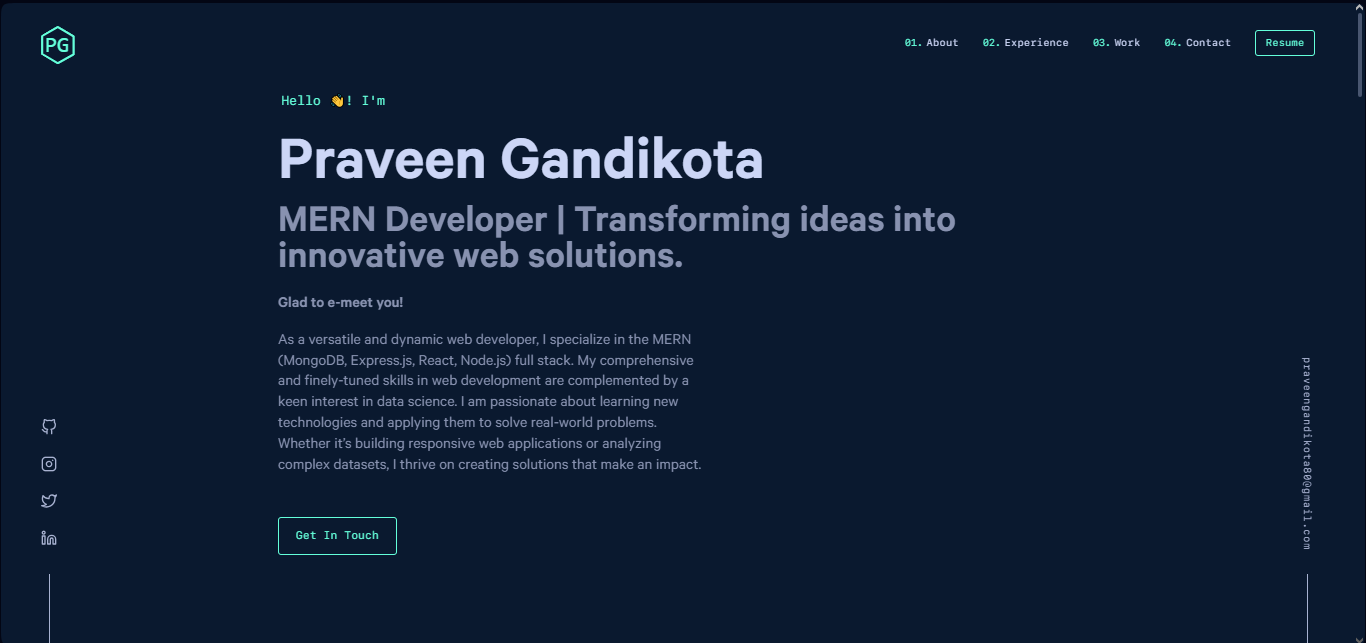 PG
01. About 02. Experience 03. Work 04. Contact Resume
Hello 👋! I'm
Praveen Gandikota
MERN Developer | Transforming ideas into
innovative web solutions.
Glad to e-meet you!
As a versatile and dynamic web developer, I specialize in the MERN
(MongoDB, Express.js, React, Node.js) full stack. My comprehensive
and finely-tuned skills in web development are complemented by a
keen interest in data science. I am passionate about learning new
technologies and applying them to solve real-world problems.
Whether it's building responsive web applications or analyzing
complex datasets, I thrive on creating solutions that make an impact.
Get In Touch
praveengandikota80@gmail.com